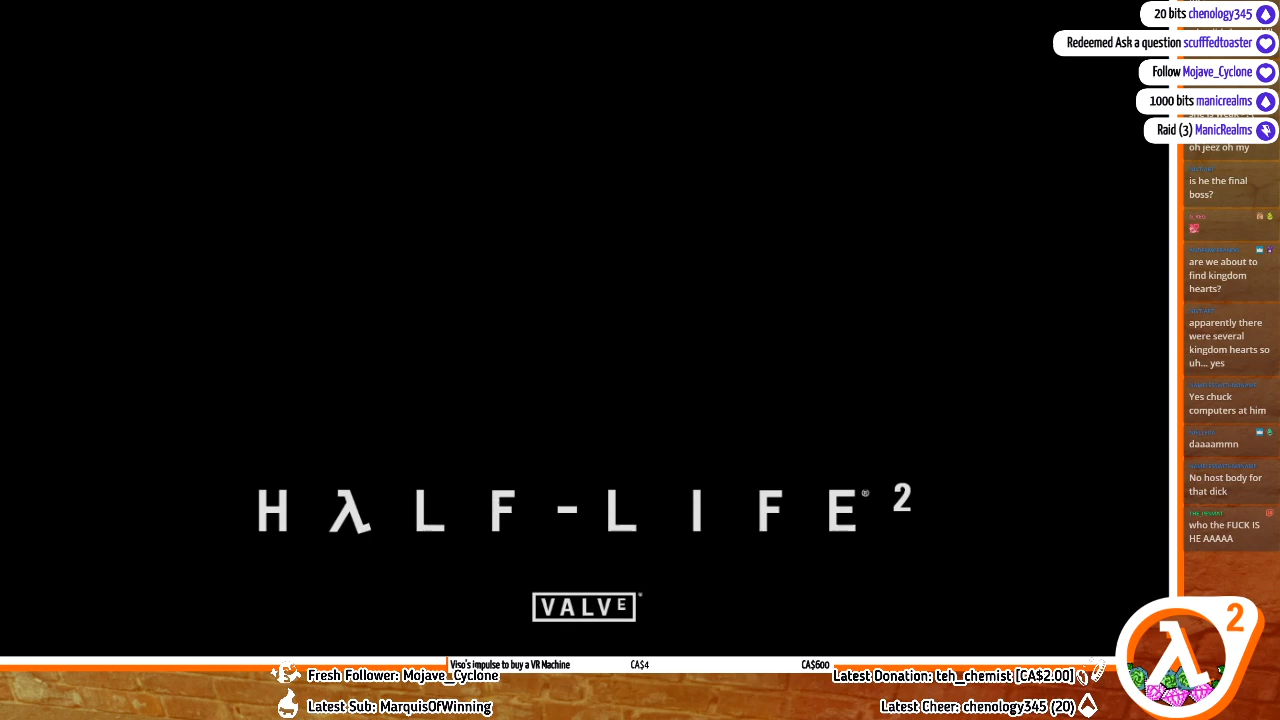 20 bits chenology345
Redeemed Ask a question scufffedtoaster
Follow Mojave_Cyclone
1000 bits manicrealms
Raid (3) ManicRealms
oh jeez oh my
is he the final
boss?
are we about to
find kingdom
hearts?
apparently there
were several
kingdom hearts so
uh... yes
Yes chuck
computers at him
daaaammn
No host body for
that dick
who the FUCK IS
HE AAAAA
HλLF-LIFE® 2
VALVE
2
λ
Viso's impulse to buy a VR Machine CA$4 CA$600
Fresh Follower: Mojave_Cyclone
Latest Donation: teh_chemist [CA$2.00]
Latest Sub: MarquisOfWinning
Latest Cheer: chenology345 (20)